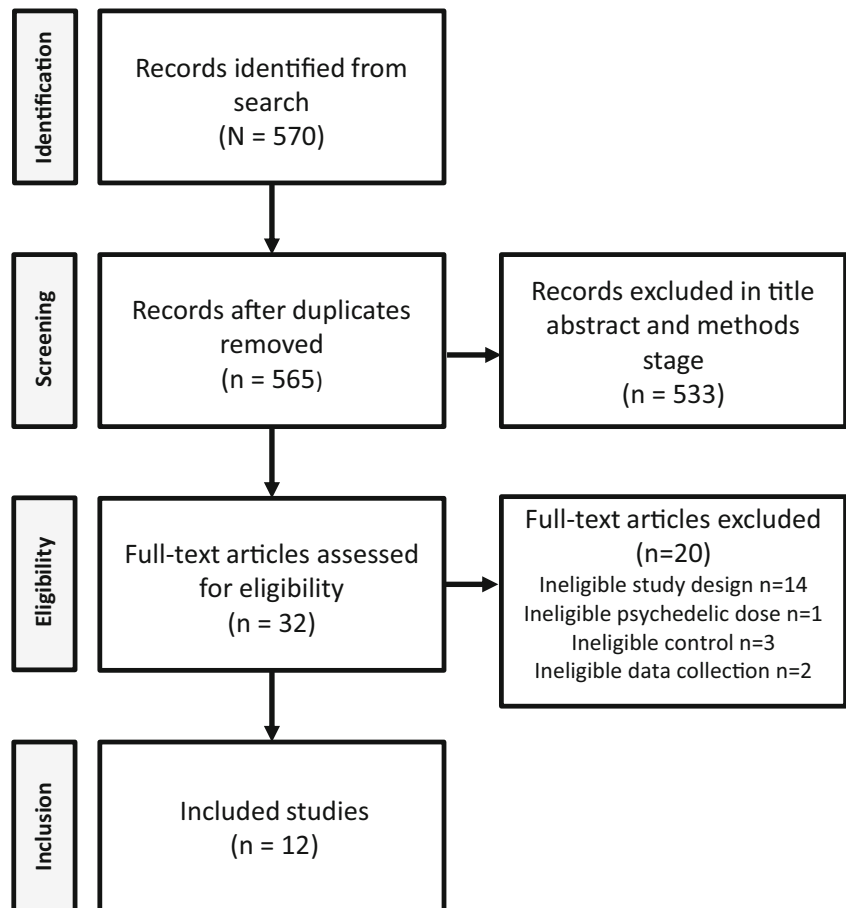 Identification
Records identified from
search
(N = 570)
Screening
Records after duplicates
removed
(n = 565)
Records excluded in title
abstract and methods
stage
(n = 533)
Eligibility
Full-text articles assessed
for eligibility
(n = 32)
Full-text articles excluded
(n=20)
Ineligible study design n=14
Ineligible psychedelic dose n=1
Ineligible control n=3
Ineligible data collection n=2
Inclusion
Included studies
(n = 12)